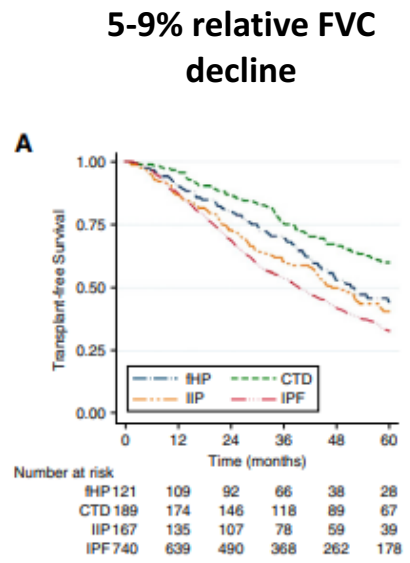 5-9% relative FVC
decline
A
Transplant-free Survival
1.00
0.75
0.50
0.25
0.00
fHP CTD
IIP IPF
0 12 24 36 48 60
Time (months)
Number at risk
fHP 121 109 92 66 38 28
CTD 189 174 146 118 89 67
IIP 167 135 107 78 59 39
IPF 740 639 490 368 262 178